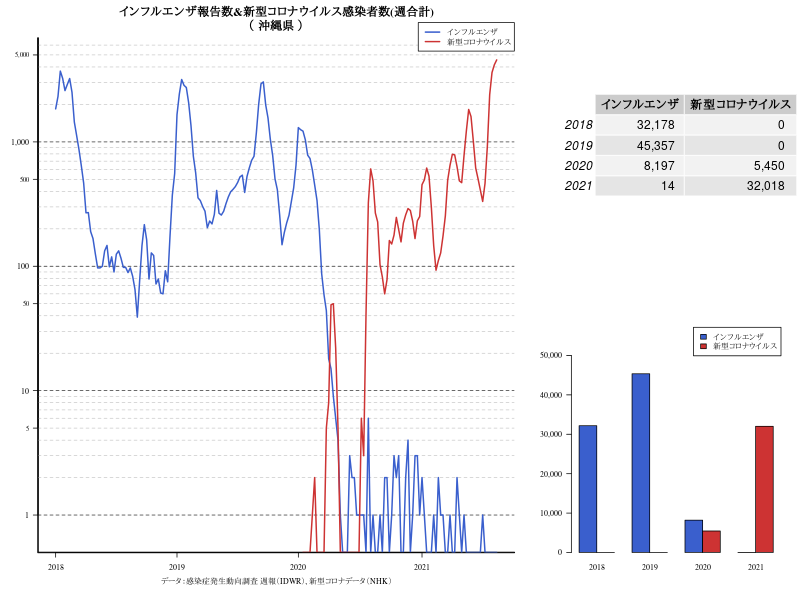 インフルエンザ報告数&新型コロナウイルス感染者数(週合計)
（ 沖縄県 ）
インフルエンザ
新型コロナウイルス
5,000
1,000
500
100
50
10
5
1
2018
2019
2020
2021
データ：感染症発生動向調査 週報（IDWR）、新型コロナデータ（NHK）
インフルエンザ 新型コロナウイルス
2018 32,178 0
2019 45,357 0
2020 8,197 5,450
2021 14 32,018
インフルエンザ
新型コロナウイルス
50,000
40,000
30,000
20,000
10,000
0
2018
2019
2020
2021